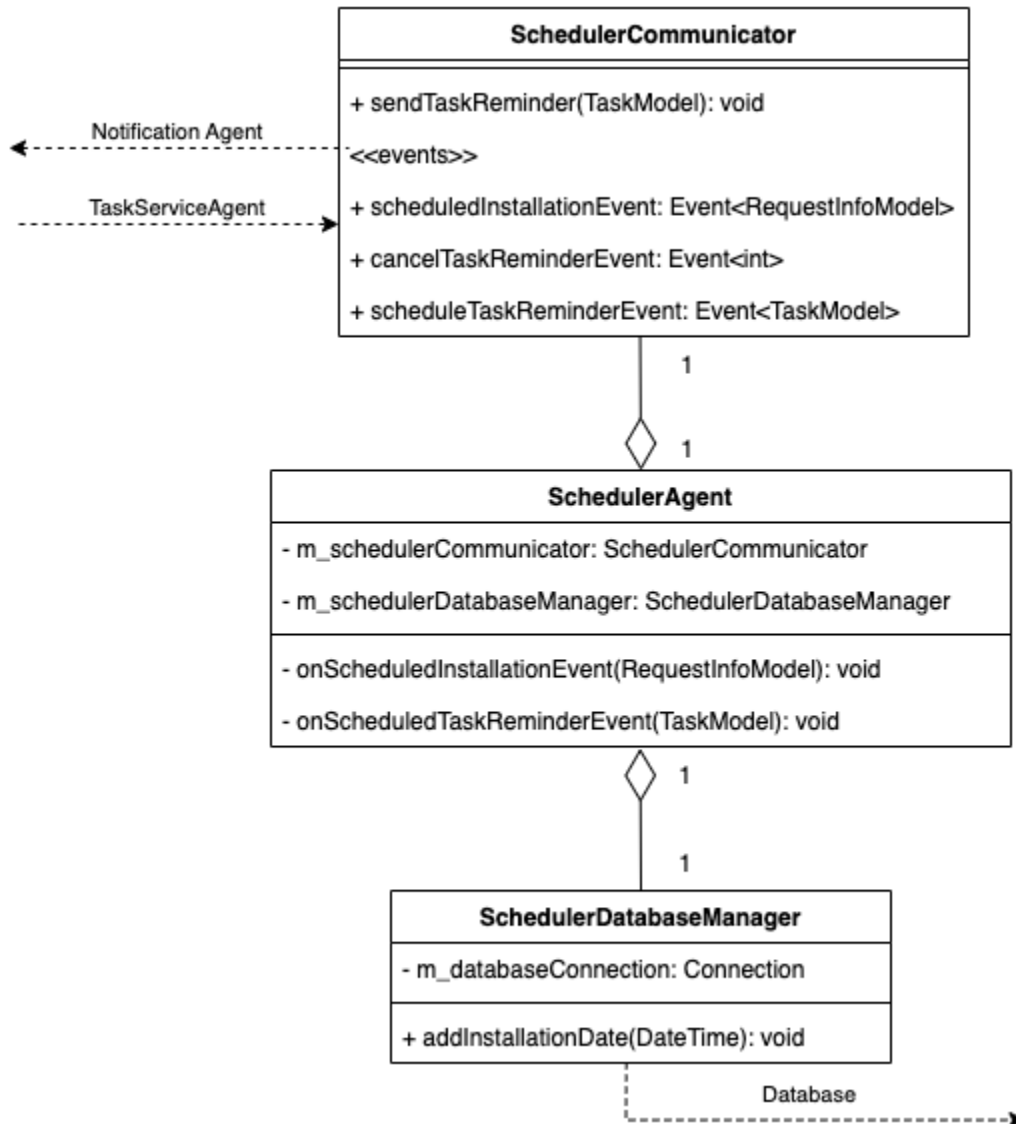 SchedulerCommunicator
+ sendTaskReminder(TaskModel): void
Notification Agent
<<events>>
TaskServiceAgent
+ scheduledInstallationEvent: Event<RequestInfoModel>
+ cancelTaskReminderEvent: Event<int>
+ scheduleTaskReminderEvent: Event<TaskModel>
1
1
SchedulerAgent
- m_schedulerCommunicator: SchedulerCommunicator
- m_schedulerDatabaseManager: SchedulerDatabaseManager
- onScheduledInstallationEvent(RequestInfoModel): void
- onScheduledTaskReminderEvent(TaskModel): void
1
1
SchedulerDatabaseManager
- m_databaseConnection: Connection
+ addInstallationDate(DateTime): void
Database